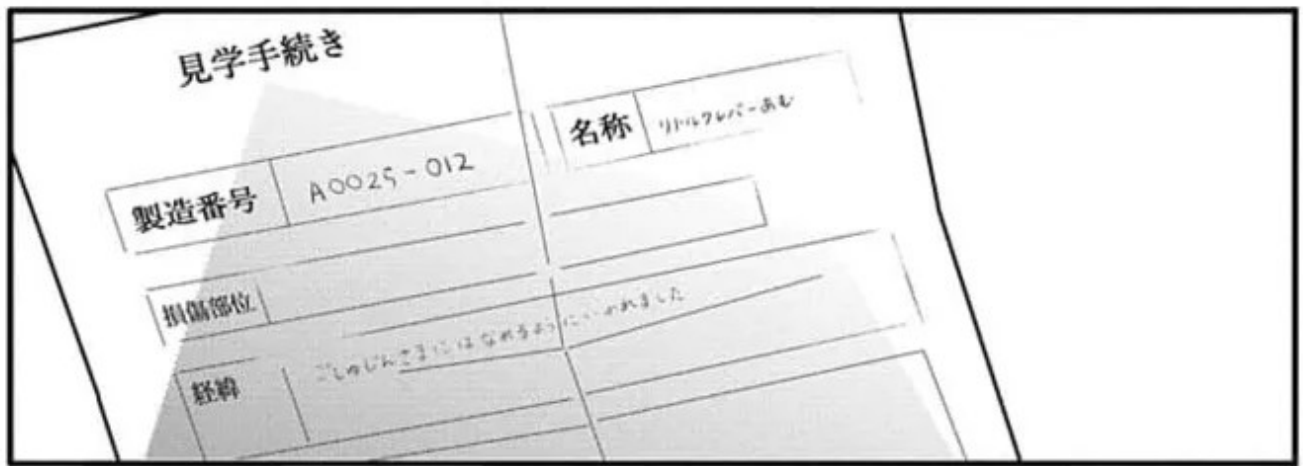 見学手続き
製造番号 A0025-012
名称 リトルクレバーあむ
損傷部位
経緯 ごしゅじんさまにはなれるようにいかれました